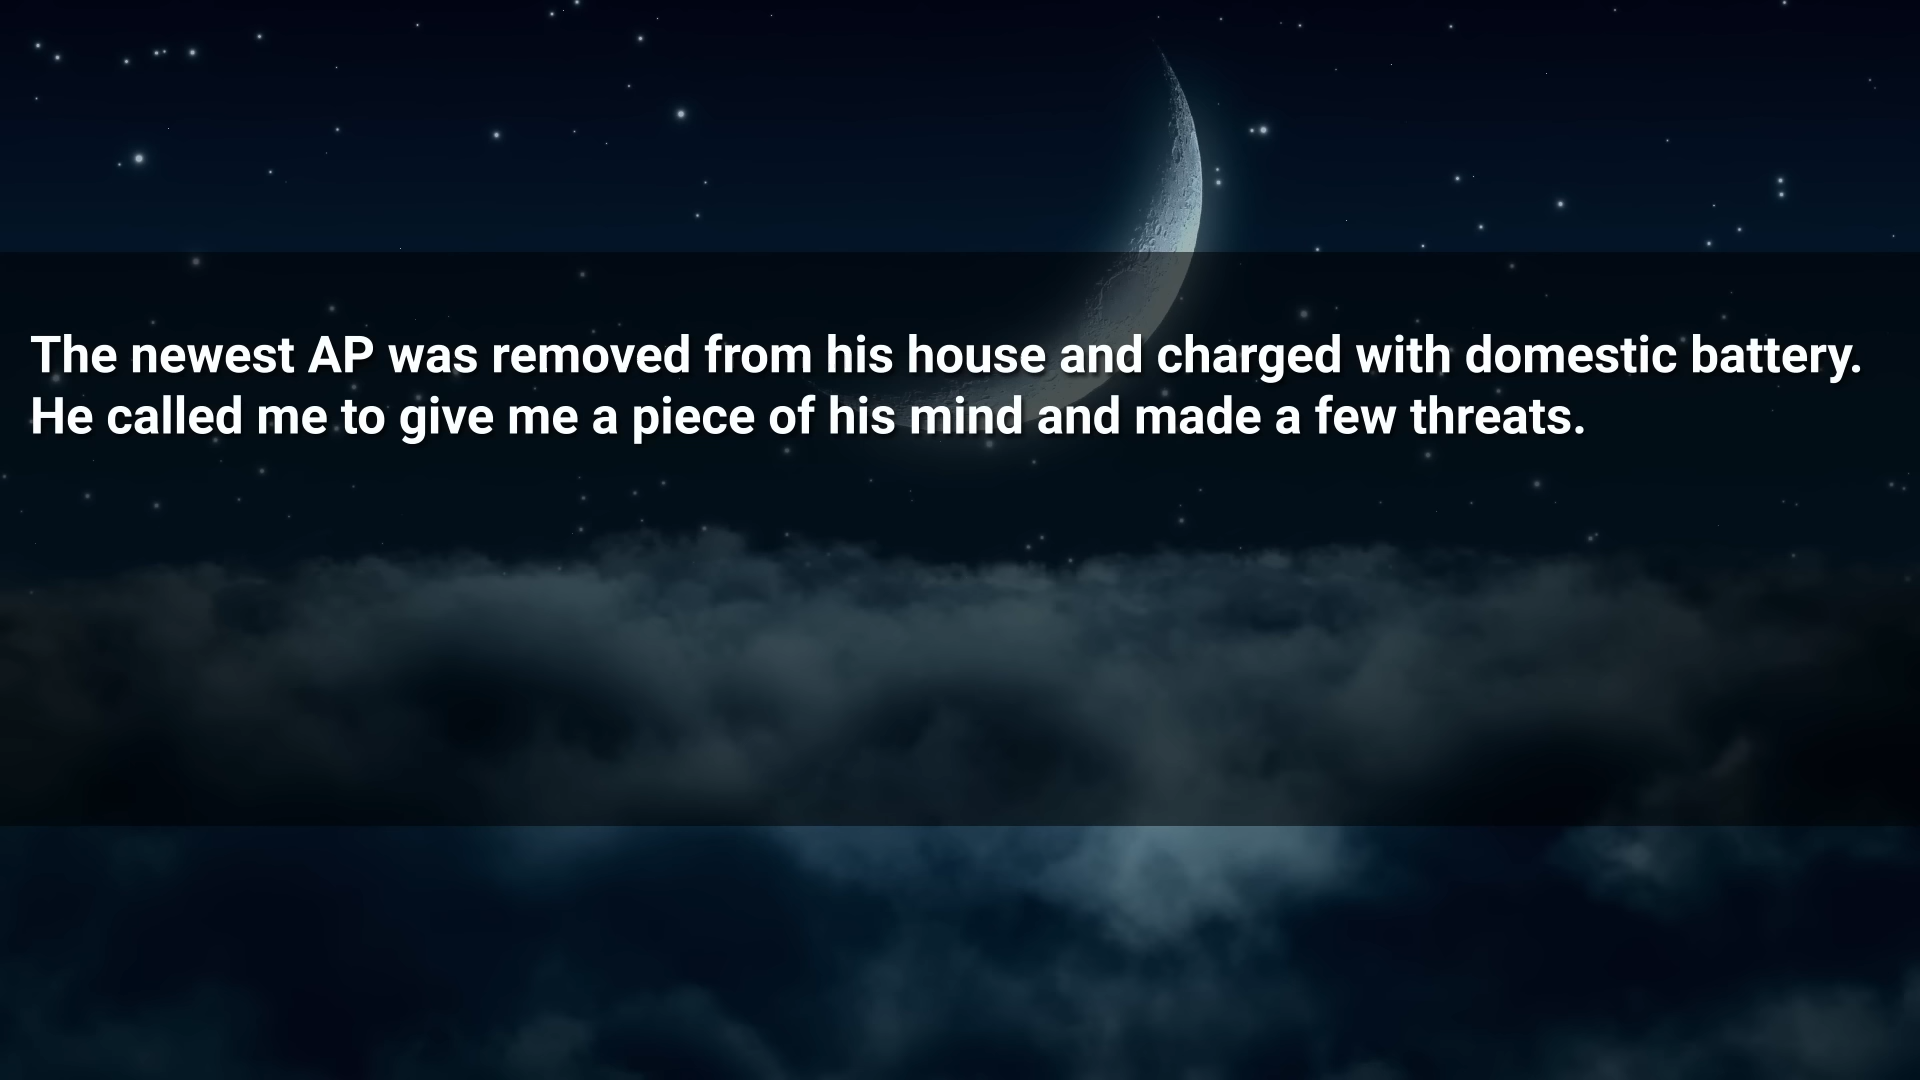 The newest AP was removed from his house and charged with domestic battery.
He called me to give me a piece of his mind and made a few threats.